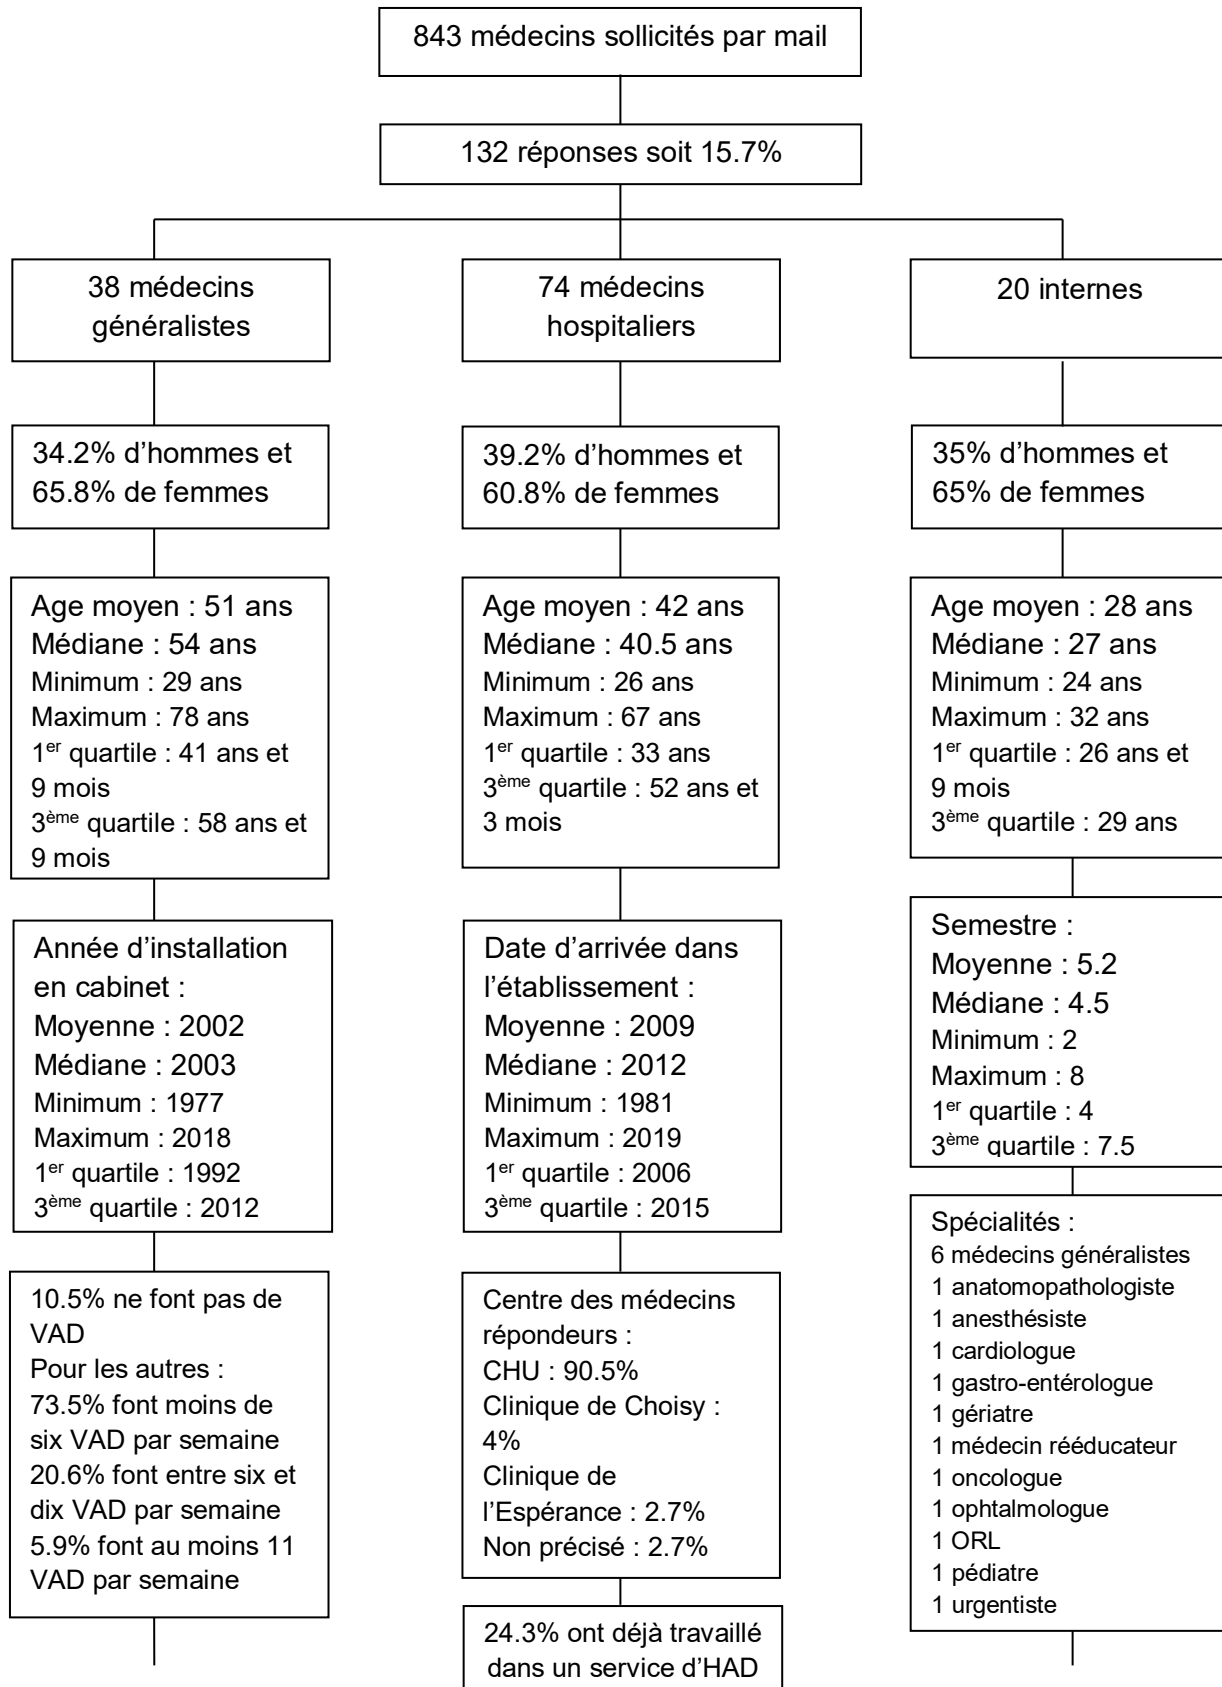 843 médecins sollicités par mail
132 réponses soit 15.7%
38 médecins
généralistes
74 médecins
hospitaliers
20 internes
34.2% d’hommes et
65.8% de femmes
39.2% d’hommes et
60.8% de femmes
35% d’hommes et
65% de femmes
Age moyen : 51 ans
Médiane : 54 ans
Minimum : 29 ans
Maximum : 78 ans
1er quartile : 41 ans et
9 mois
3ème quartile : 58 ans et
9 mois
Age moyen : 42 ans
Médiane : 40.5 ans
Minimum : 26 ans
Maximum : 67 ans
1er quartile : 33 ans
3ème quartile : 52 ans et
3 mois
Age moyen : 28 ans
Médiane : 27 ans
Minimum : 24 ans
Maximum : 32 ans
1er quartile : 26 ans et
9 mois
3ème quartile : 29 ans
Année d’installation
en cabinet :
Moyenne : 2002
Médiane : 2003
Minimum : 1977
Maximum : 2018
1er quartile : 1992
3ème quartile : 2012
Date d’arrivée dans
l’établissement :
Moyenne : 2009
Médiane : 2012
Minimum : 1981
Maximum : 2019
1er quartile : 2006
3ème quartile : 2015
Semestre :
Moyenne : 5.2
Médiane : 4.5
Minimum : 2
Maximum : 8
1er quartile : 4
3ème quartile : 7.5
10.5% ne font pas de
VAD
Pour les autres :
73.5% font moins de
six VAD par semaine
20.6% font entre six et
dix VAD par semaine
5.9% font au moins 11
VAD par semaine
Centre des médecins
répondeurs :
CHU : 90.5%
Clinique de Choisy :
4%
Clinique de
l’Espérance : 2.7%
Non précisé : 2.7%
Spécialités :
6 médecins généralistes
1 anatomopathologiste
1 anesthésiste
1 cardiologue
1 gastro-entérologue
1 gériatre
1 médecin rééducateur
1 oncologue
1 ophtalmologue
1 ORL
1 pédiatre
1 urgentiste
24.3% ont déjà travaillé
dans un service d’HAD